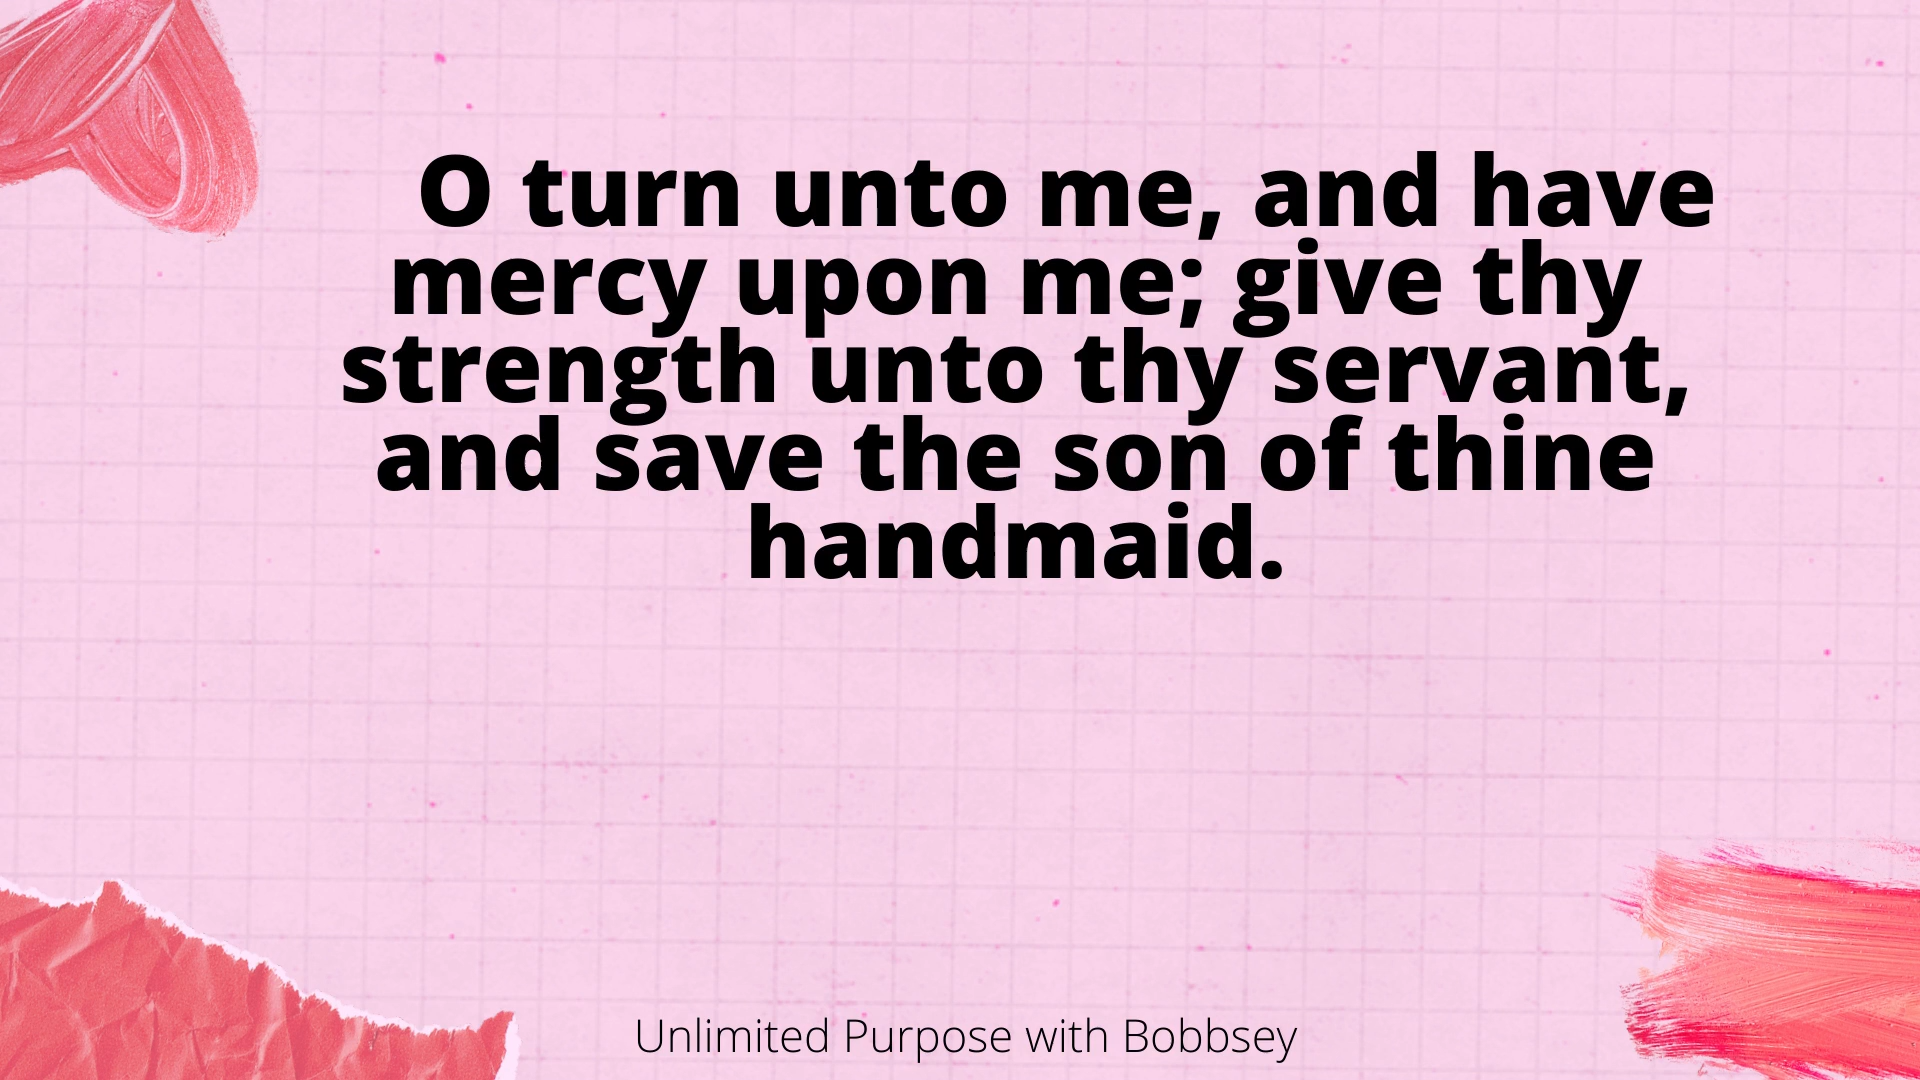 O turn unto me, and have
mercy upon me; give thy
strength unto thy servant,
and save the son of thine
handmaid.
Unlimited Purpose with Bobbsey